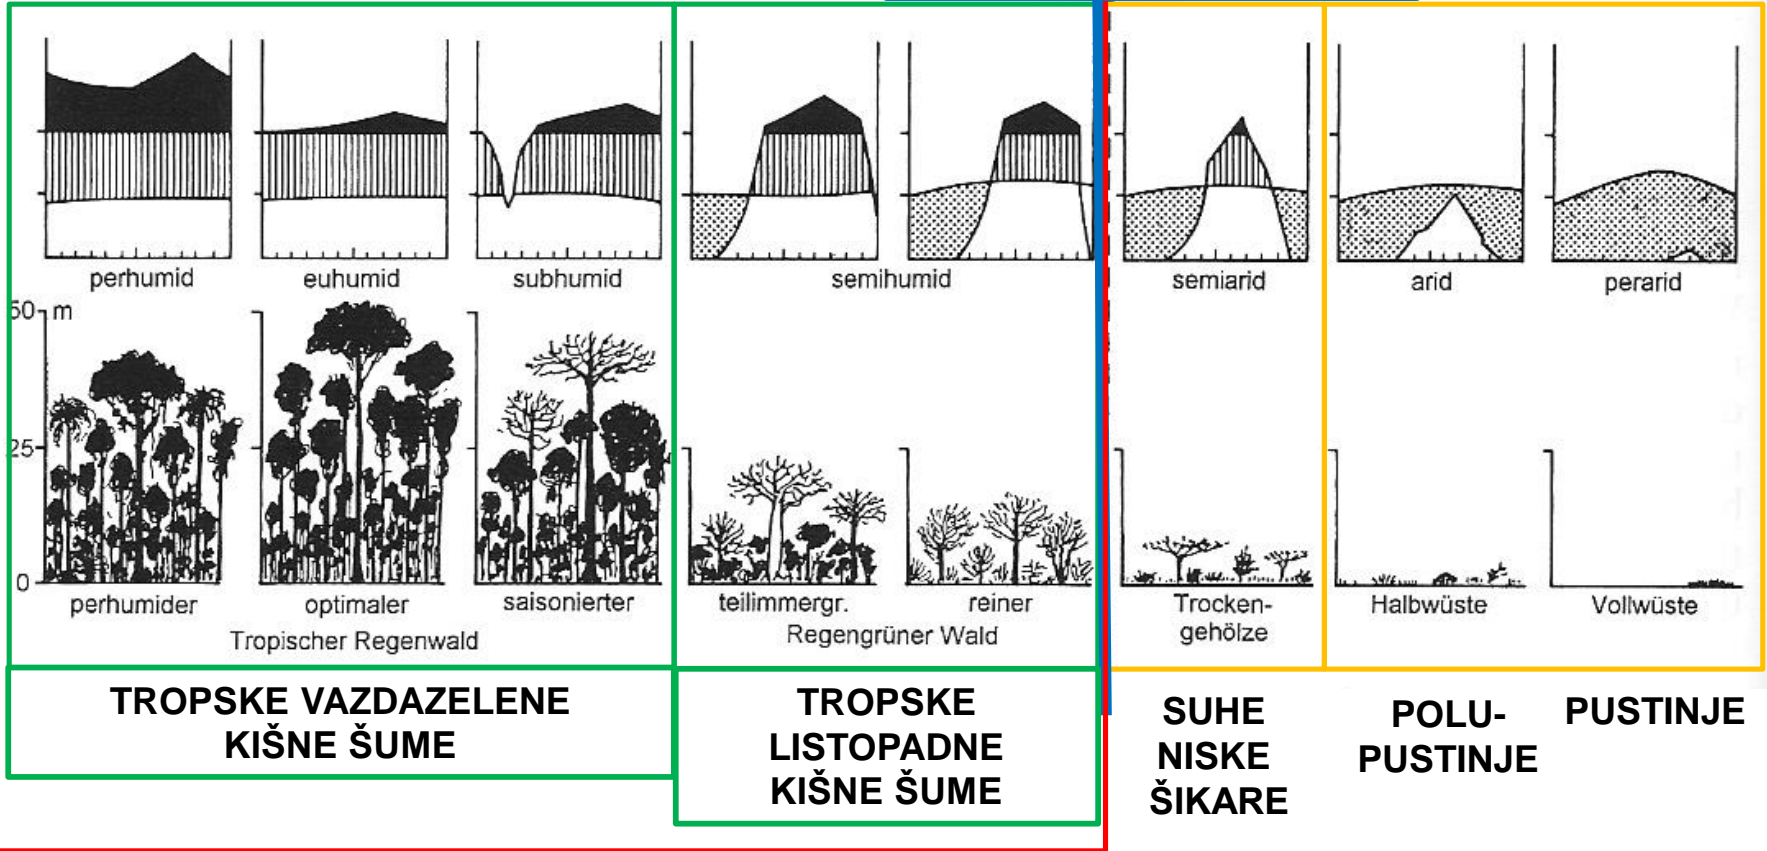 perhumid
euhumid
subhumid
semihumid
semiarid
arid
perarid
50 m
25
0
perhumider
optimaler
saisonierter
teilimmergr.
reiner
Trocken-
gehölze
Halbwüste
Vollwüste
Tropischer Regenwald
Regengrüner Wald
TROPSKE VAZDAZELENE
KIŠNE ŠUME
TROPSKE
LISTOPADNE
KIŠNE ŠUME
SUHE
NISKE
ŠIKARE
POLU-
PUSTINJE
PUSTINJE